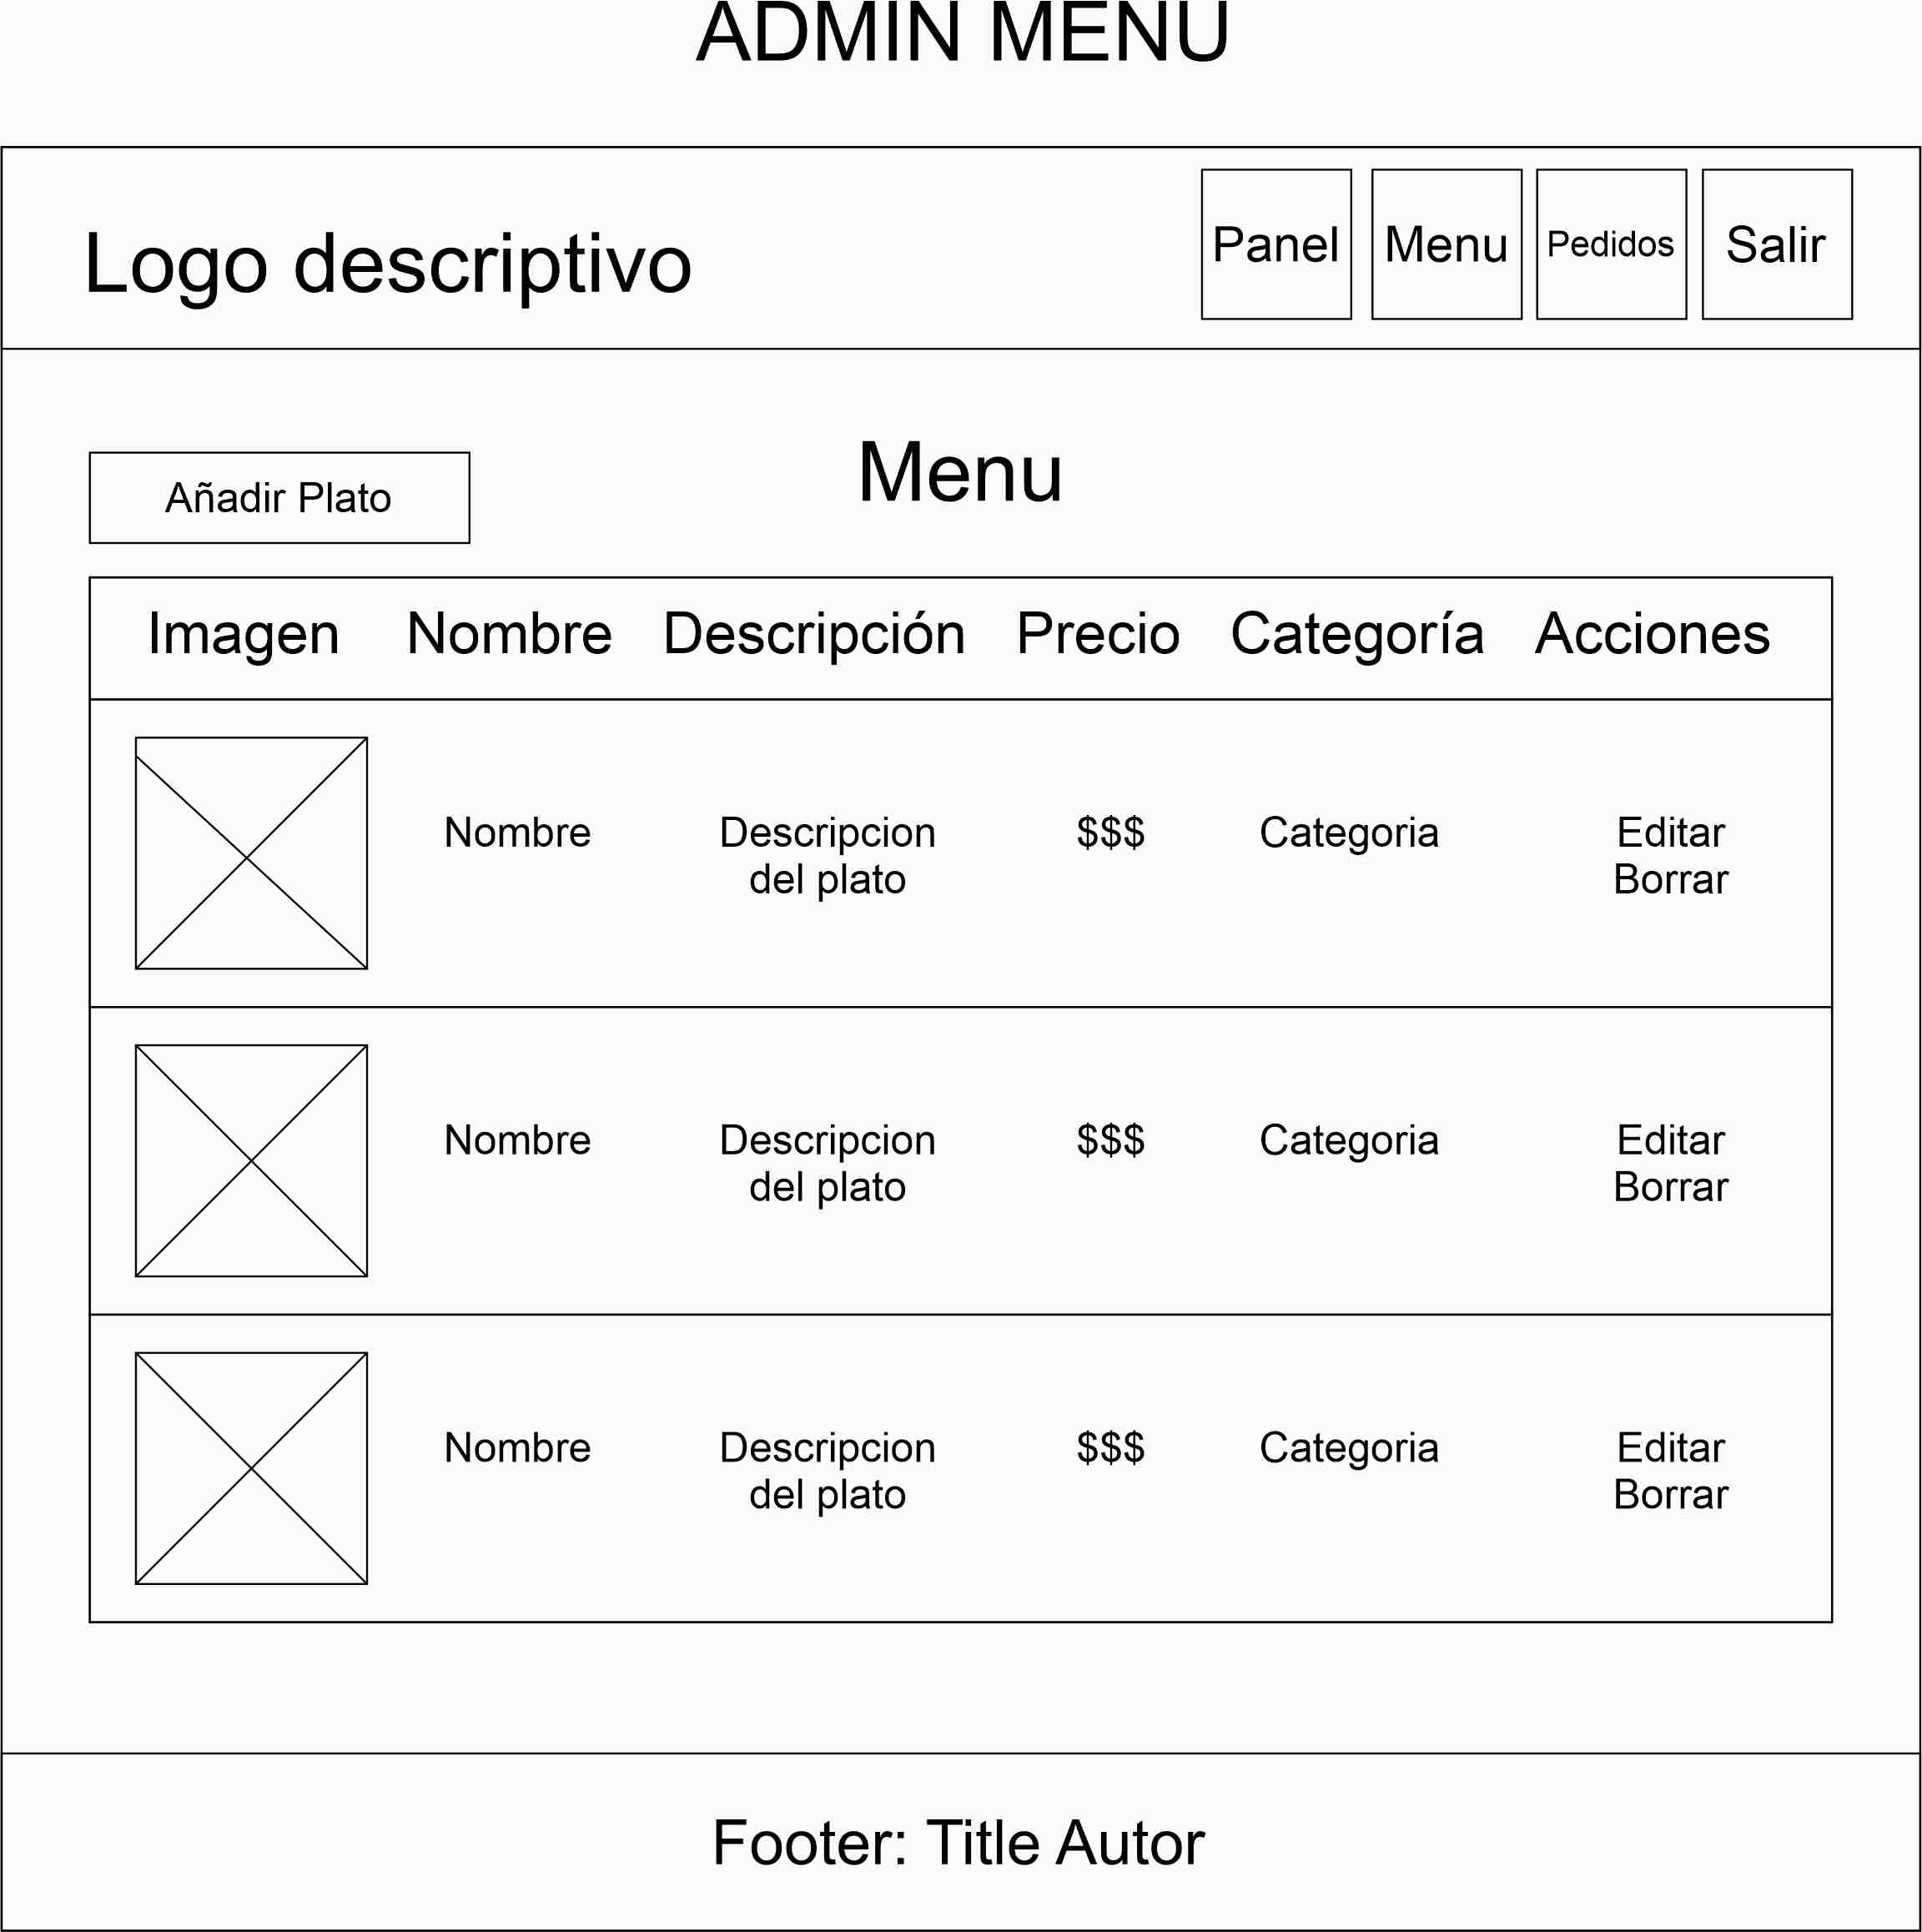 ADMIN MENU
Logo descriptivo
Panel
Menu
Pedidos
Salir
Añadir Plato
Menu
Imagen Nombre Descripción Precio Categoría Acciones
Nombre Descripcion $$$ Categoria Editar
del plato Borrar
Nombre Descripcion $$$ Categoria Editar
del plato Borrar
Nombre Descripcion $$$ Categoria Editar
del plato Borrar
Footer: Title Autor